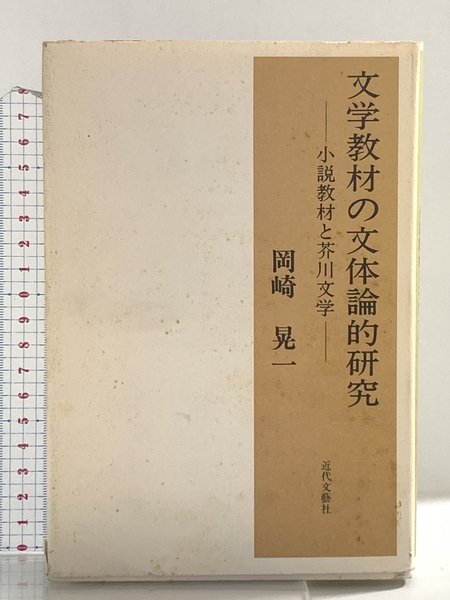 文学教材の文体論的研究
――小説教材と芥川文学――
岡崎 晃一
近代文藝社